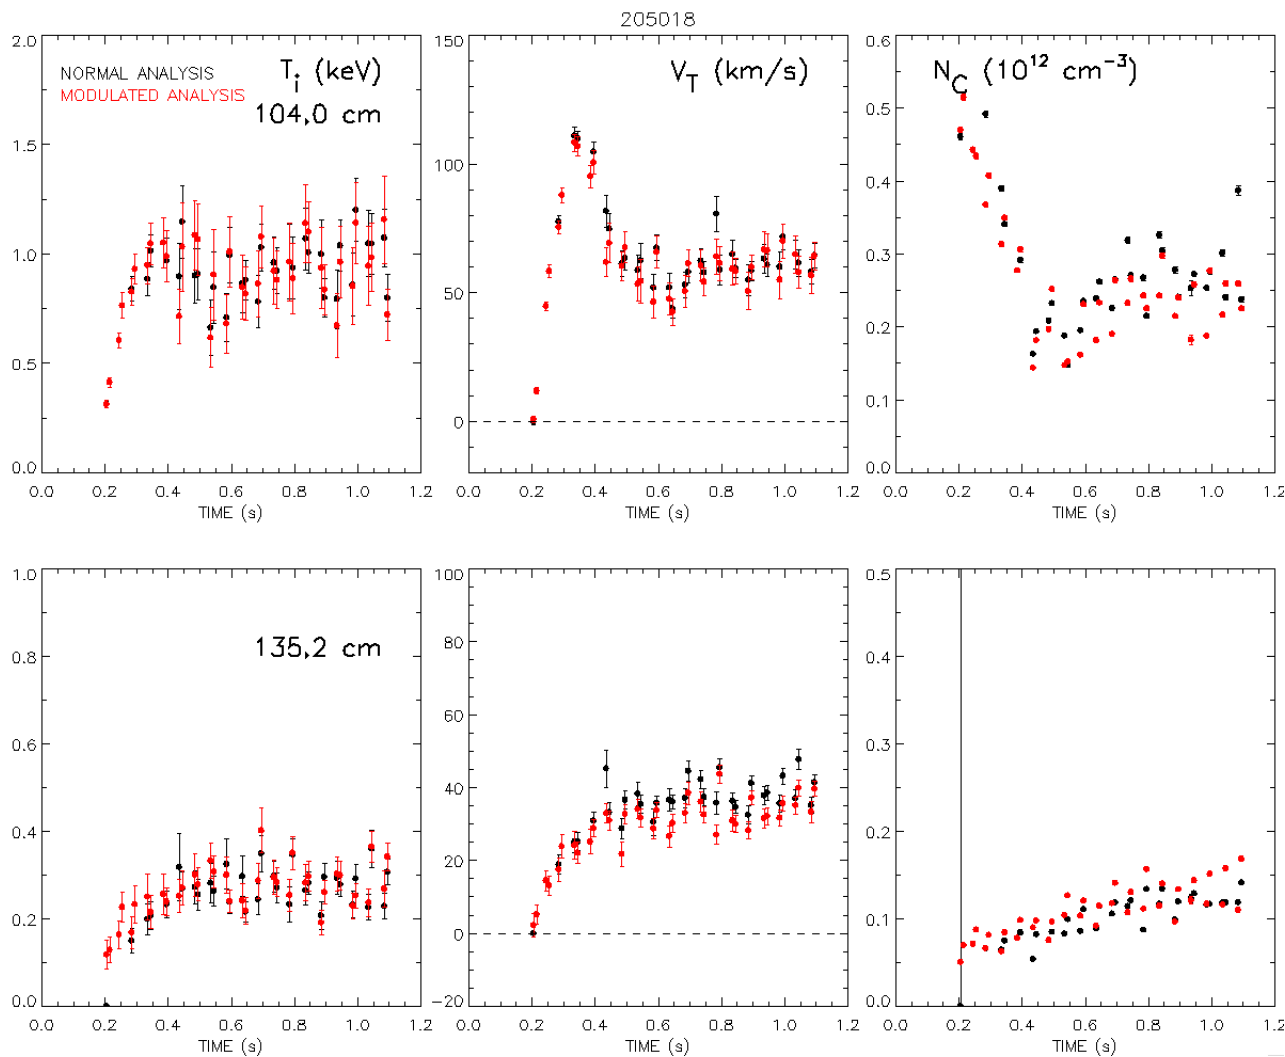 205018
2.0
1.5
1.0
0.5
0.0
NORMAL ANALYSIS
MODULATED ANALYSIS
T_i (keV)
104,0 cm
0.0 0.2 0.4 0.6 0.8 1.0 1.2
TIME (s)
150
100
50
0
V_T (km/s)
0.0 0.2 0.4 0.6 0.8 1.0 1.2
TIME (s)
0.6
0.5
0.4
0.3
0.2
0.1
0.0
N_C (10^12 cm^-3)
0.0 0.2 0.4 0.6 0.8 1.0 1.2
TIME (s)
1.0
0.8
0.6
0.4
0.2
0.0
135,2 cm
0.0 0.2 0.4 0.6 0.8 1.0 1.2
TIME (s)
100
80
60
40
20
0
−20
0.0 0.2 0.4 0.6 0.8 1.0 1.2
TIME (s)
0.5
0.4
0.3
0.2
0.1
0.0
0.0 0.2 0.4 0.6 0.8 1.0 1.2
TIME (s)